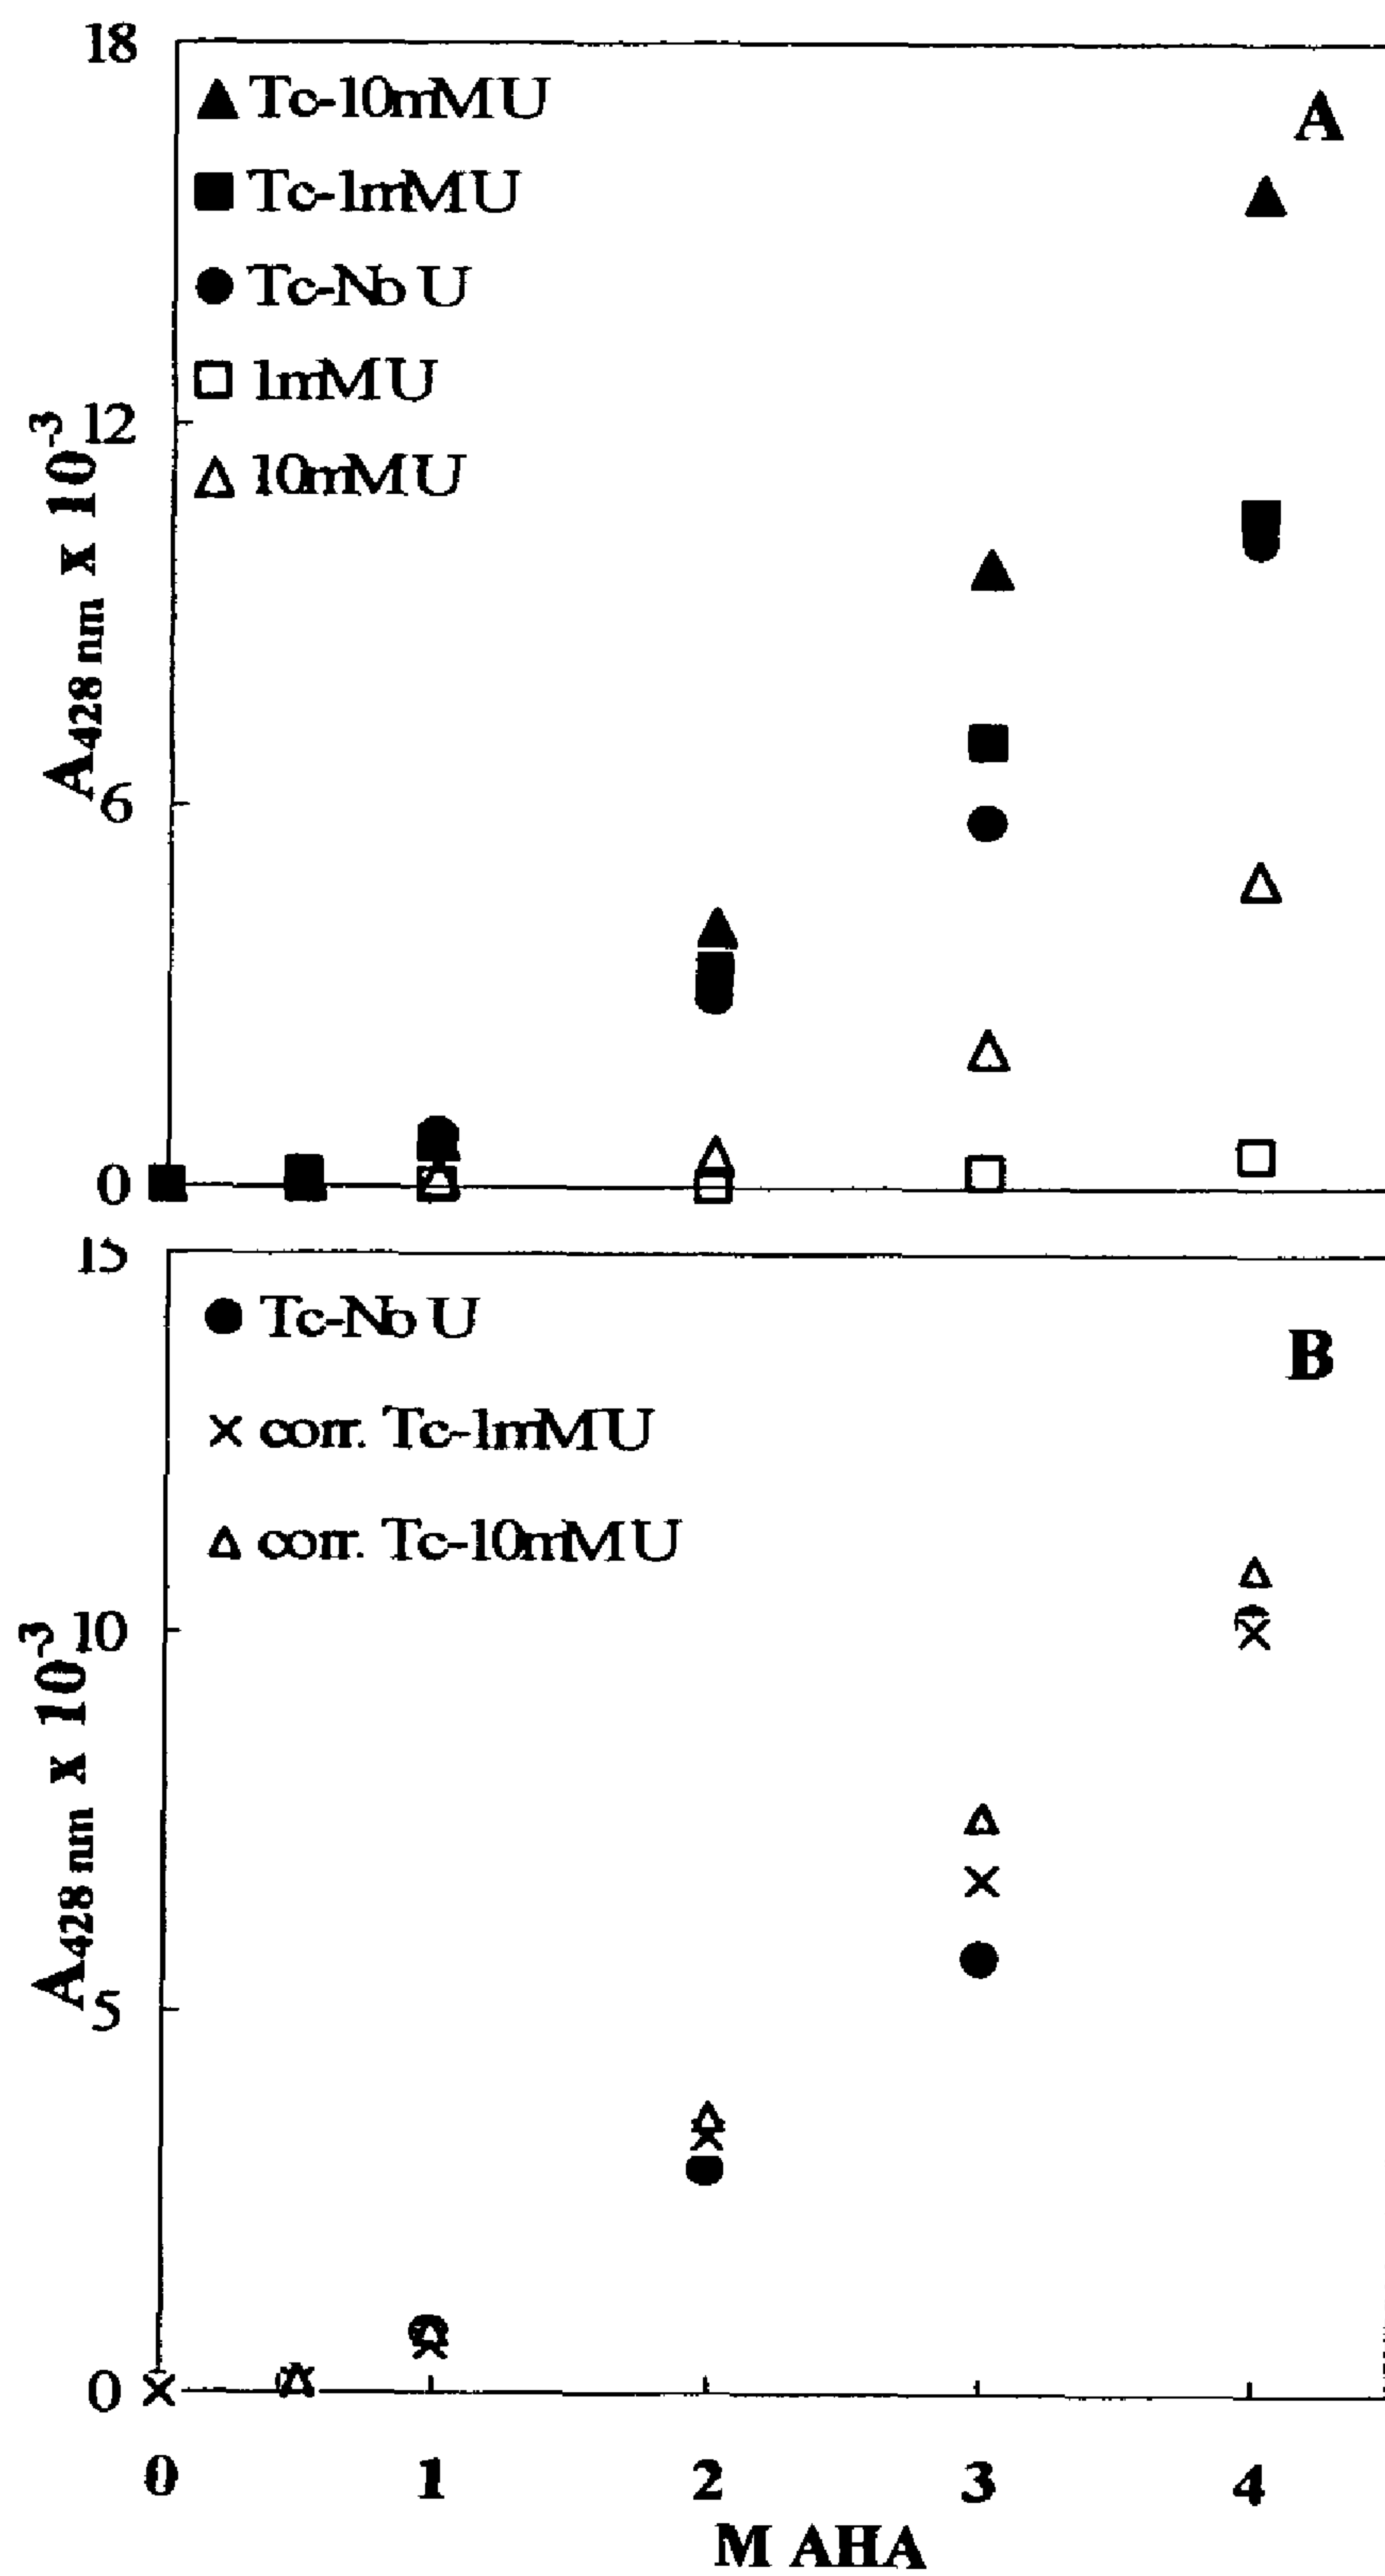 18
▲ Tc-10mMU
A
■ Tc-1mMU
● Tc-No U
□ 1mMU
12
△ 10mMU
A428 nm x 10-3
6
0
15
● Tc-No U
B
× corr. Tc-1mMU
△ corr. Tc-10mMU
10
A428 nm x 10-3
5
0
0 1 2 3 4
M AHA